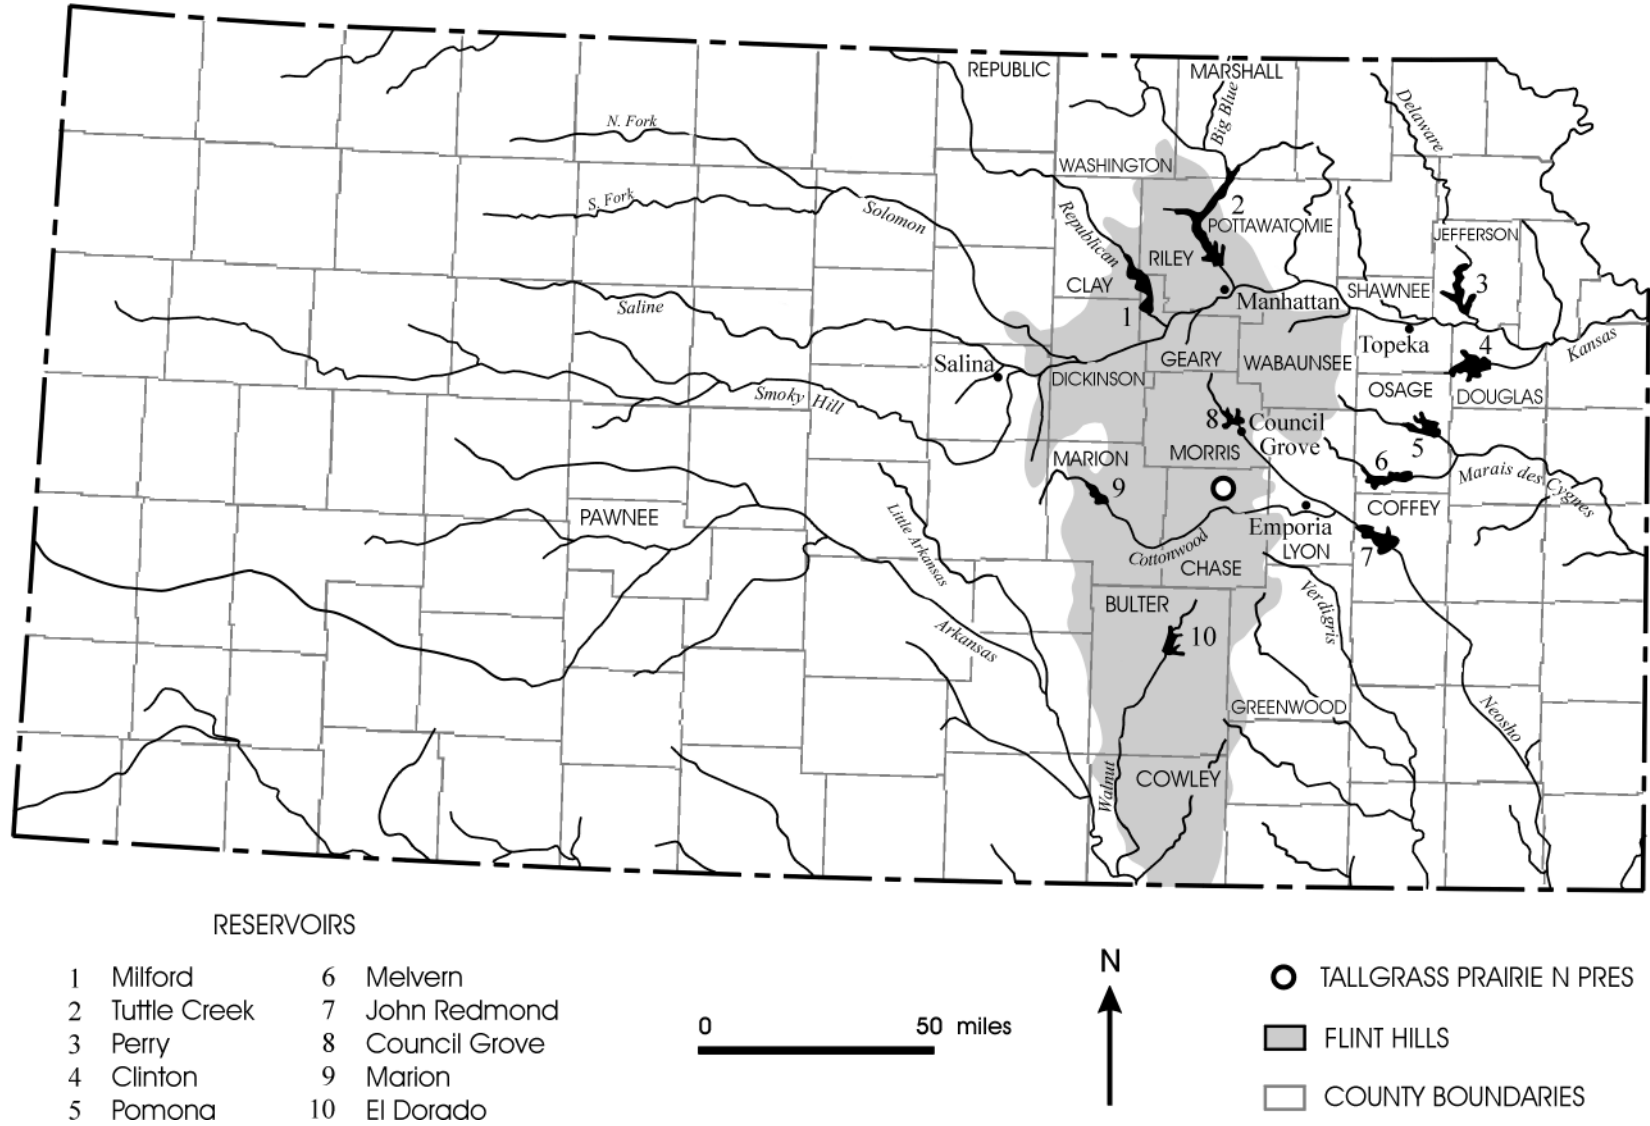 REPUBLIC
MARSHALL
Big Blue
Delaware
N. Fork
WASHINGTON
S. Fork
Solomon
Republican
2
POTTAWATOMIE
JEFFERSON
RILEY
CLAY
SHAWNEE
3
Saline
Manhattan
1
Topeka
Kansas
Salina
GEARY
WABAUNSEE
4
DICKINSON
OSAGE
DOUGLAS
Smoky Hill
8
Council
Grove
5
MARION
MORRIS
6
Marais des Cygnes
9
COFFEY
PAWNEE
Little Arkansas
Emporia
Cottonwood
LYON
7
CHASE
BULTER
Verdigris
10
Arkansas
GREENWOOD
Neosho
Walnut
COWLEY
RESERVOIRS
1 Milford
2 Tuttle Creek
3 Perry
4 Clinton
5 Pomona
6 Melvern
7 John Redmond
8 Council Grove
9 Marion
10 El Dorado
0 50 miles
N
TALLGRASS PRAIRIE N PRES
FLINT HILLS
COUNTY BOUNDARIES